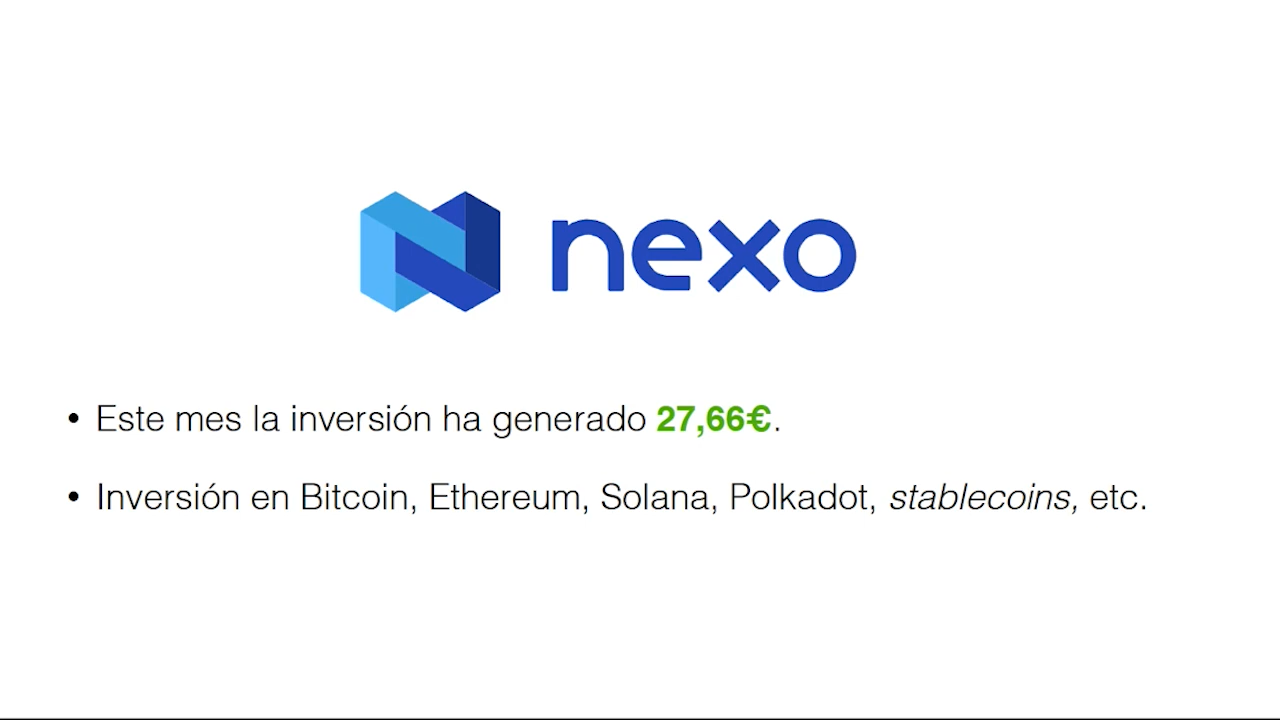 nexo
• Este mes la inversión ha generado 27,66€.
• Inversión en Bitcoin, Ethereum, Solana, Polkadot, stablecoins, etc.